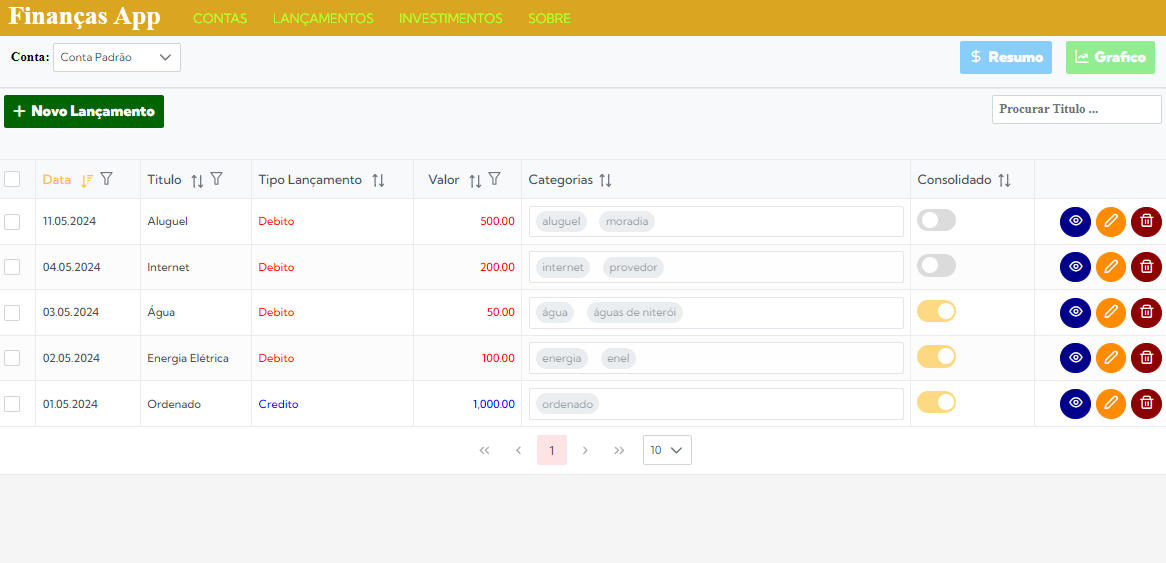 Finanças App CONTAS LANÇAMENTOS INVESTIMENTOS SOBRE
Conta: Conta Padrão $ Resumo Grafico
+ Novo Lançamento Procurar Titulo ...
Data Titulo Tipo Lançamento Valor Categorias Consolidado
11.05.2024 Aluguel Debito 500.00 aluguel moradia
04.05.2024 Internet Debito 200.00 internet provedor
03.05.2024 Água Debito 50.00 água águas de niterói
02.05.2024 Energia Elétrica Debito 100.00 energia enel
01.05.2024 Ordenado Credito 1,000.00 ordenado
« ‹ 1 › » 10